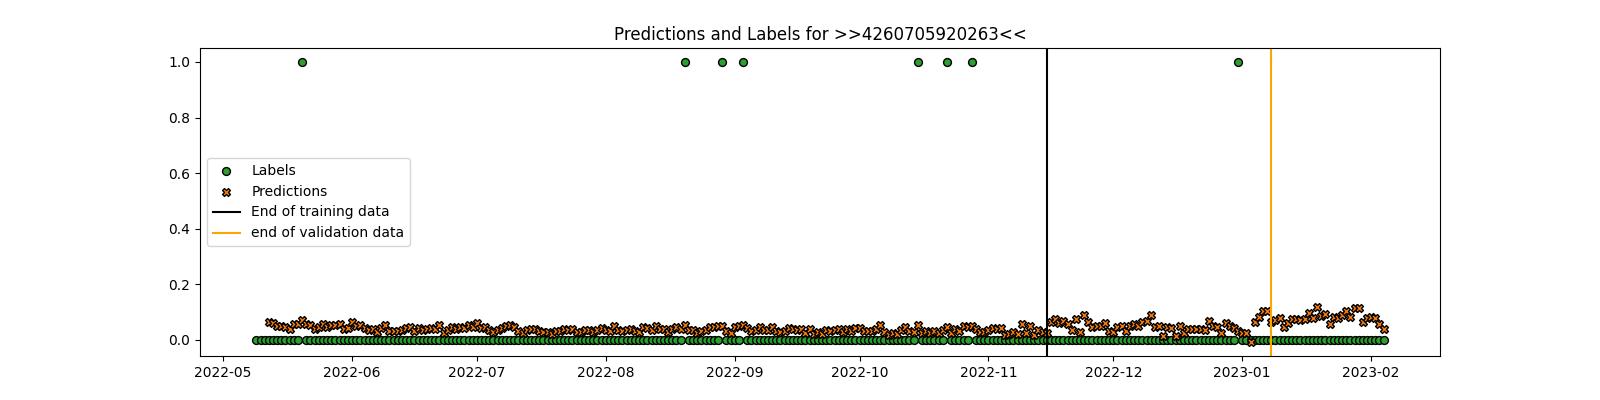 Predictions and Labels for >>4260705920263<<
1.0
0.8
0.6
0.4
0.2
0.0
Labels
Predictions
End of training data
end of validation data
2022-05 2022-06 2022-07 2022-08 2022-09 2022-10 2022-11 2022-12 2023-01 2023-02